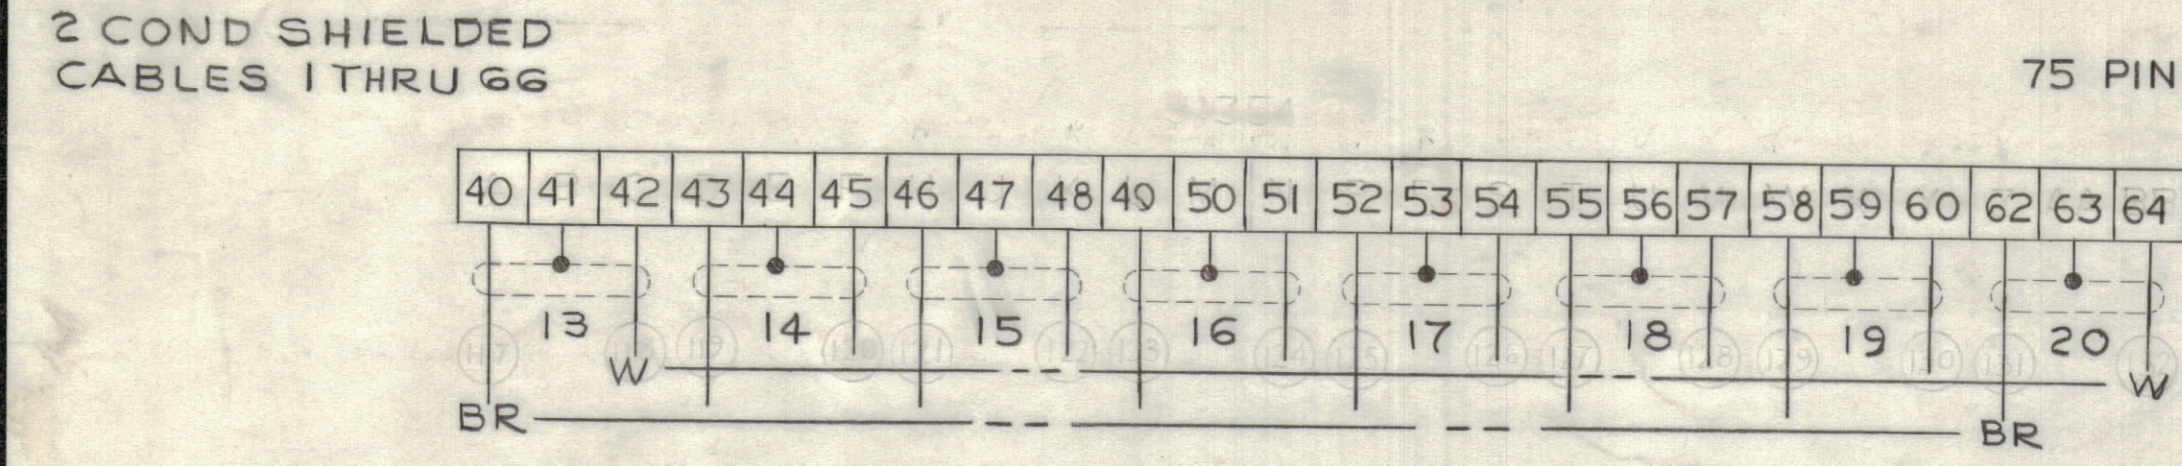 2 COND SHIELDED
CABLES 1 THRU 66
75 PIN
40 41 42 43 44 45 46 47 48 49 50 51 52 53 54 55 56 57 58 59 60 62 63 64
13 14 15 16 17 18 19 20
W W
BR BR